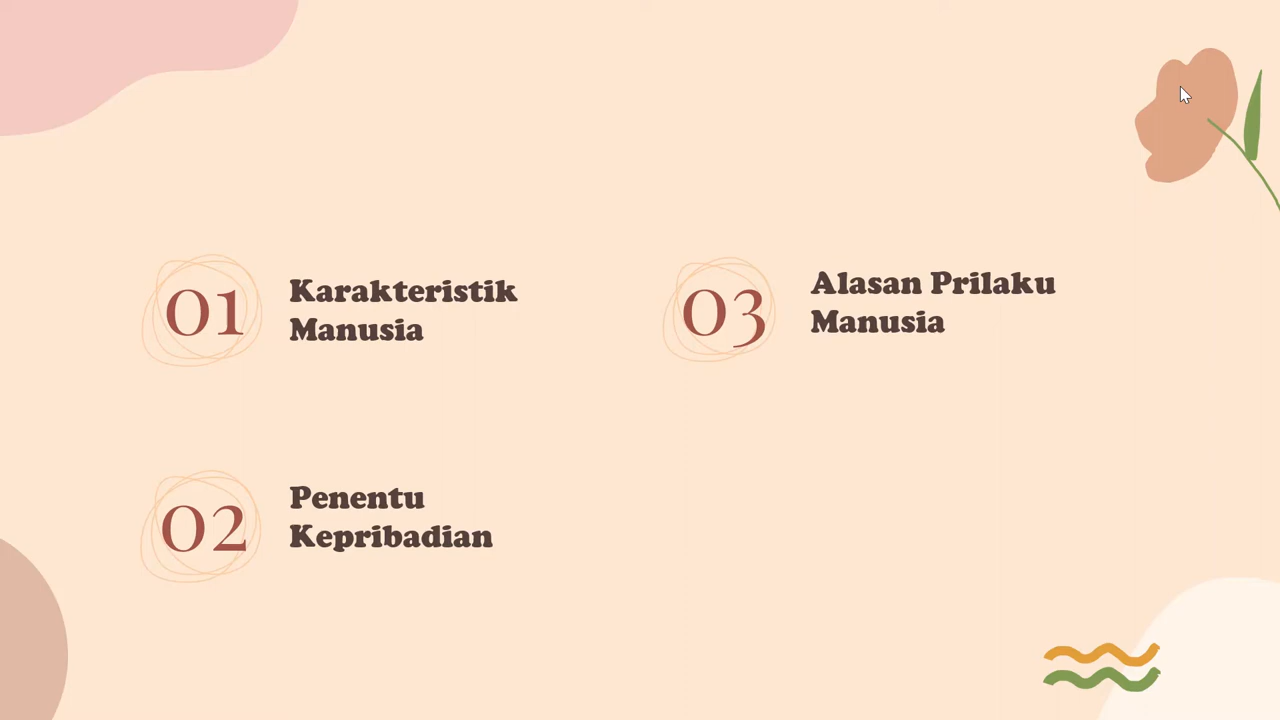 01
Karakteristik
Manusia
02
Penentu
Kepribadian
03
Alasan Prilaku
Manusia